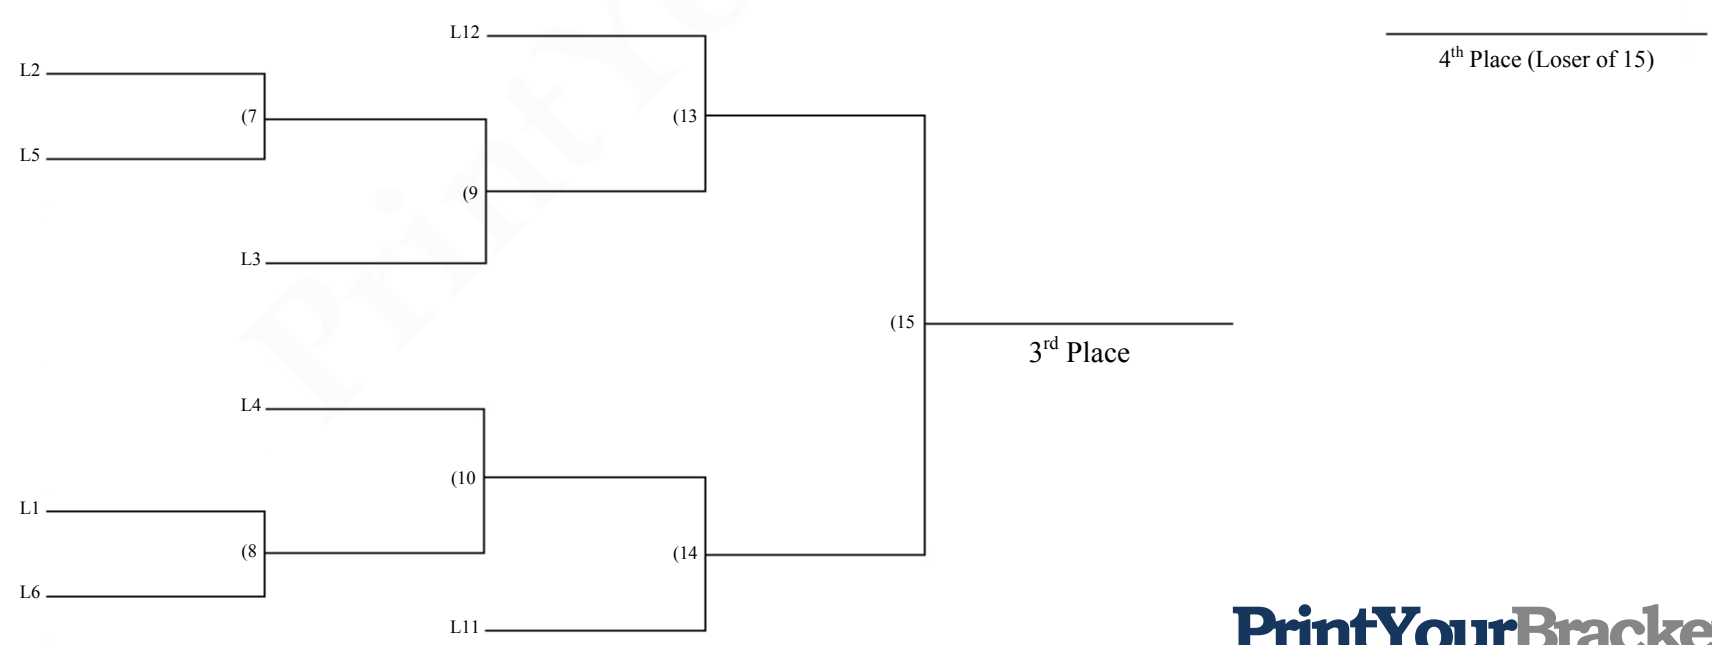 L12
4th Place (Loser of 15)
L2
(7
(13
L5
(9
L3
(15
3rd Place
L4
(10
L1
(8
(14
L6
L11
PrintYourBracke
PrintYo